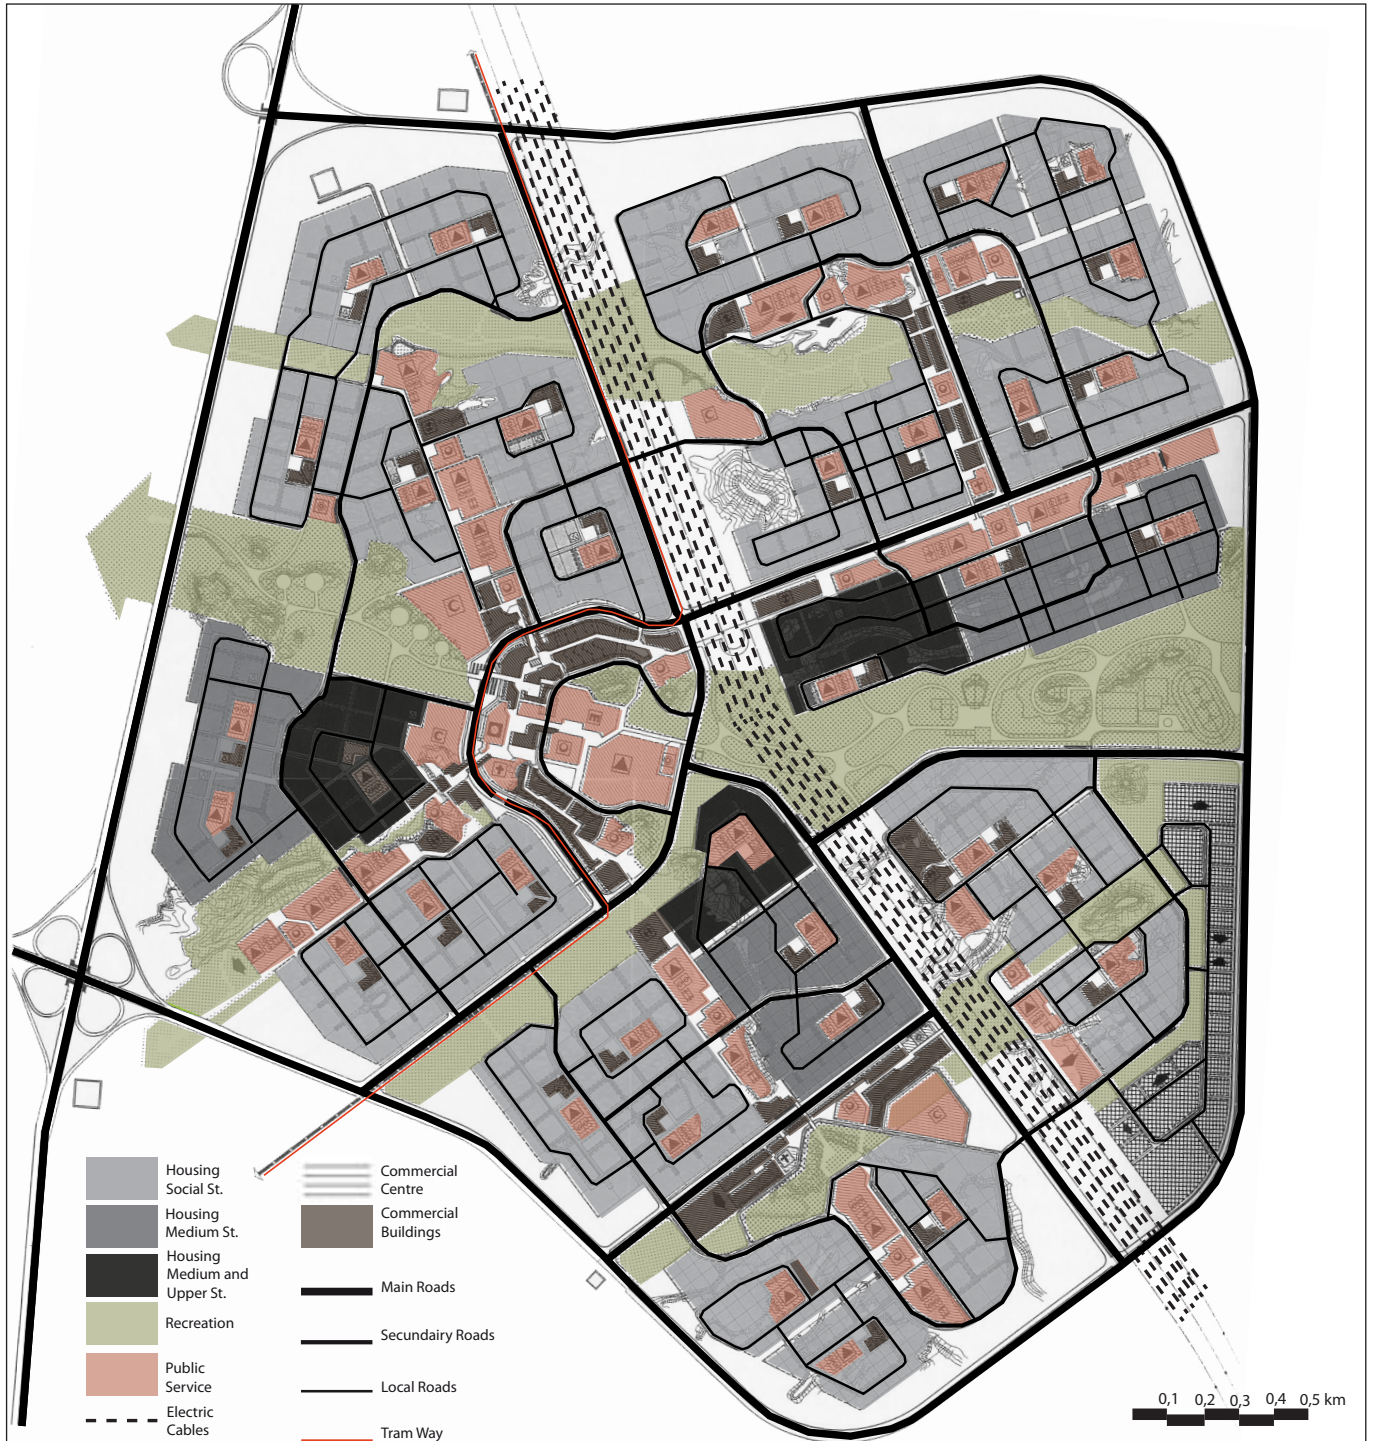 Housing
Social St.
Housing
Medium St.
Housing
Medium and
Upper St.
Recreation
Public
Service
Electric
Cables
Commercial
Centre
Commercial
Buildings
Main Roads
Secundairy Roads
Local Roads
Tram Way
0,1 0,2 0,3 0,4 0,5 km
C
C
C
C
E